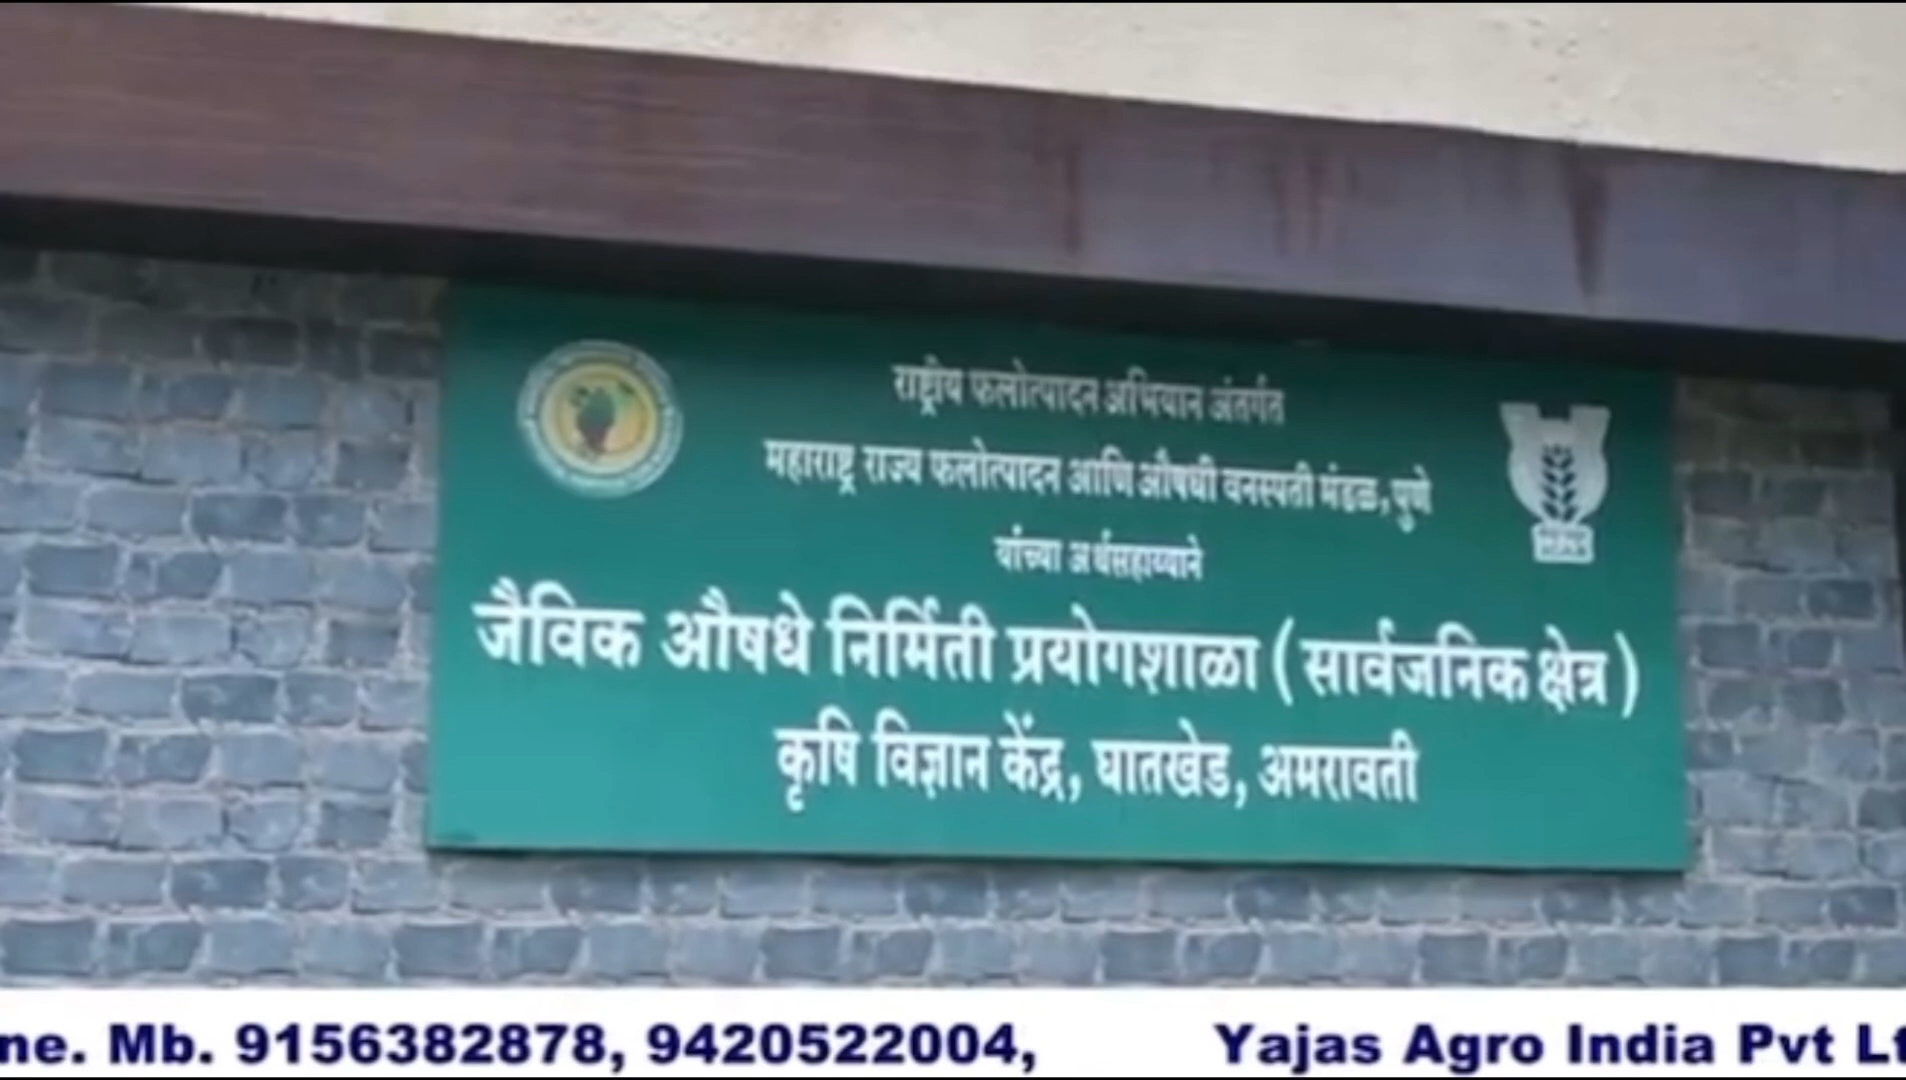 राष्ट्रीय फलोत्पादन अभियान अंतर्गत
महाराष्ट्र राज्य फलोत्पादन आणि औषधी वनस्पती मंडळ, पुणे
यांच्या अर्थसहाय्याने
जैविक औषधे निर्मिती प्रयोगशाळा ( सार्वजनिक क्षेत्र )
कृषि विज्ञान केंद्र, घातखेड, अमरावती
ne. Mb. 9156382878, 9420522004, Yajas Agro India Pvt Lt